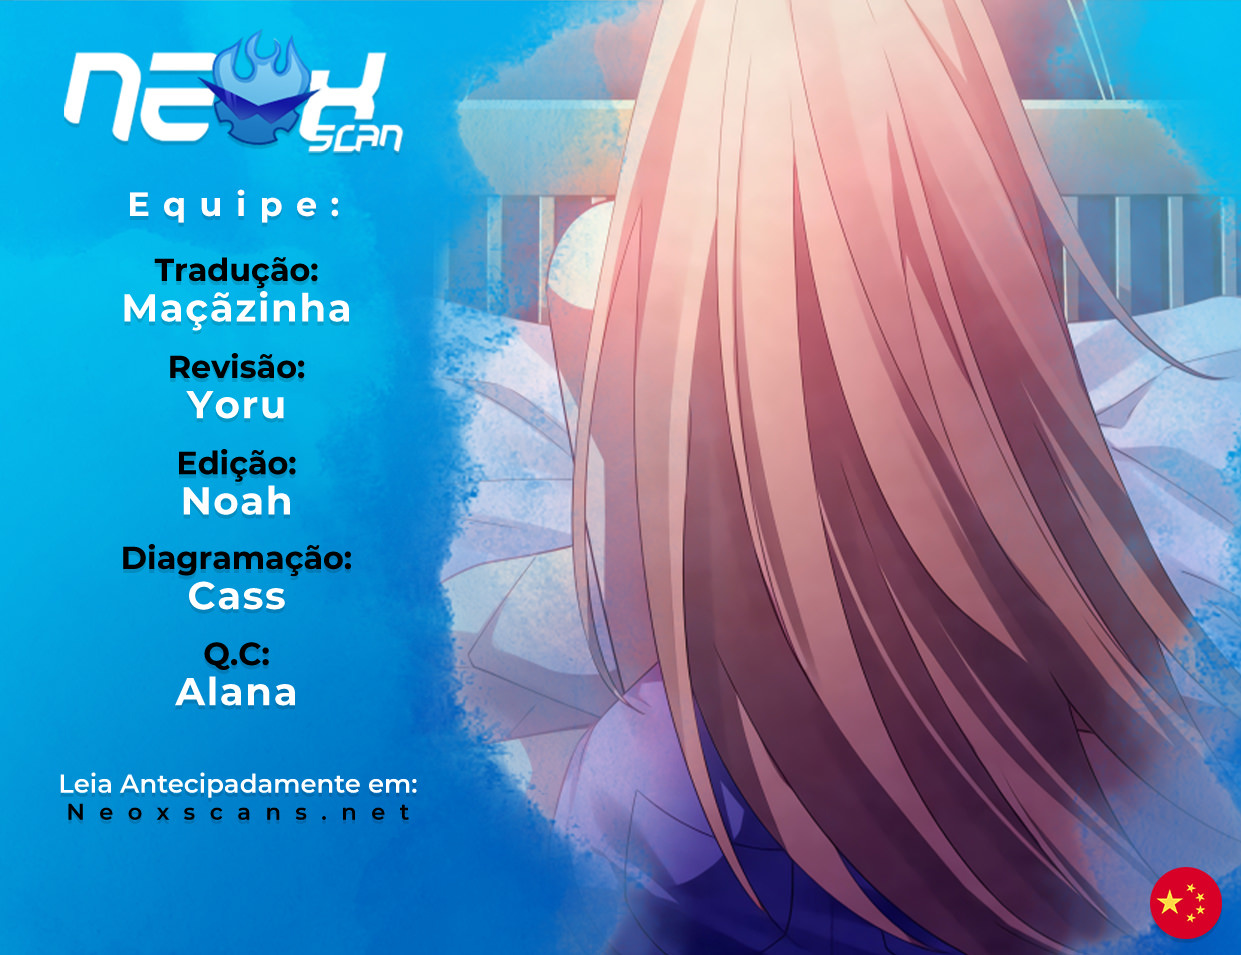 NEOX
SCAN
Equipe:
Tradução:
Maçãzinha
Revisão:
Yoru
Edição:
Noah
Diagramação:
Cass
Q.C:
Alana
Leia Antecipadamente em:
Neoxscans.net